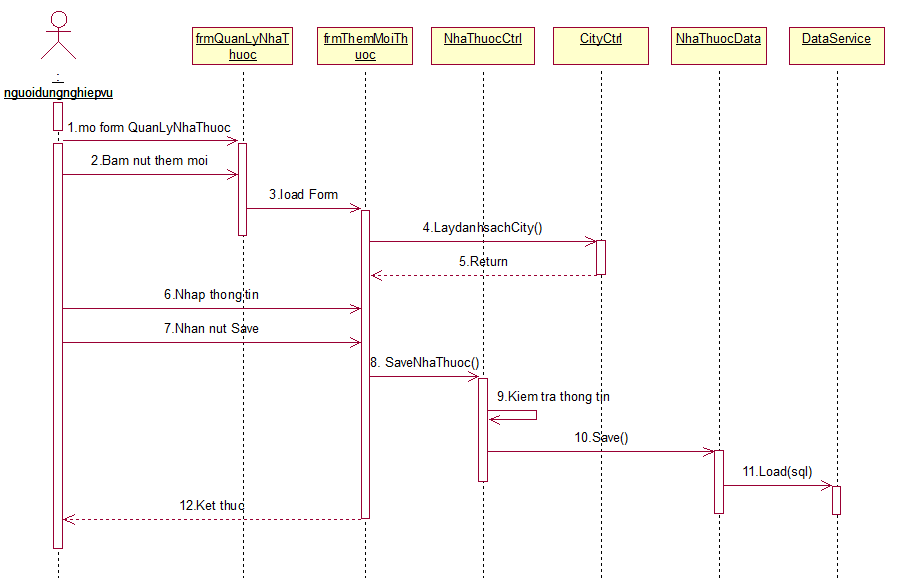 frmQuanLyNhaT
huoc
frmThemMoiTh
uoc
NhaThuocCtrl
CityCtrl
NhaThuocData
DataService
:
nguoidungnghiepvu
1.mo form QuanLyNhaThuoc
2.Bam nut them moi
3.load Form
4.LaydanhsachCity()
5.Return
6.Nhap thong tin
7.Nhan nut Save
8. SaveNhaThuoc()
9.Kiem tra thong tin
10.Save()
11.Load(sql)
12.Ket thuc